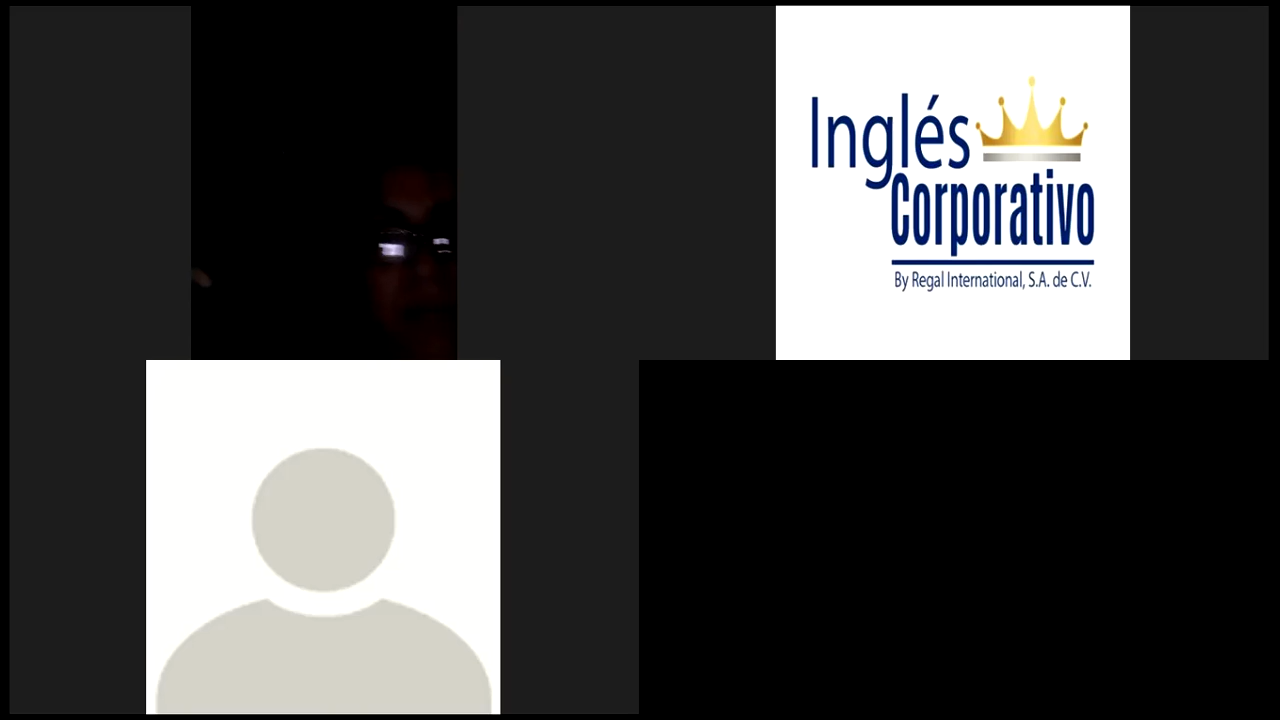 Inglés
Corporativo
By Regal International, S.A. de C.V.